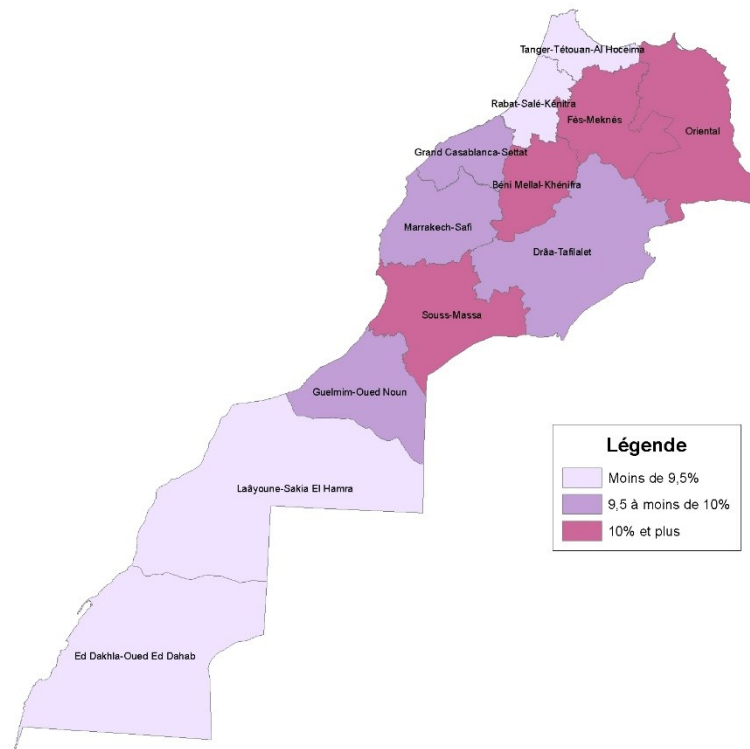 Tanger-Tétouan-Al Hoceima
Rabat-Salé-Kénitra
Fés-Meknés
Oriental
Grand Casablanca-Settat
Béni Mellal-Khénifra
Marrakech-Safi
Drâa-Tafilalet
Souss-Massa
Guelmim-Oued Noun
Laâyoune-Sakia El Hamra
Ed Dakhla-Oued Ed Dahab
Légende
Moins de 9,5%
9,5 à moins de 10%
10% et plus